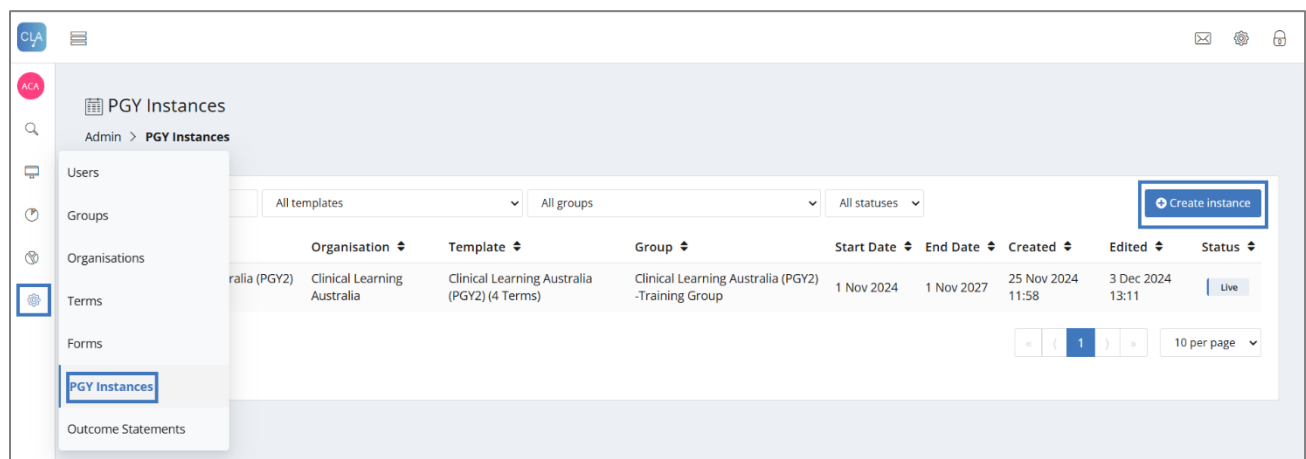 CLA
ACA
PGY Instances
Admin > PGY Instances
Users
Groups
Organisations
Terms
Forms
PGY Instances
Outcome Statements
All templates
All groups
All statuses
Create instance
Organisation
Template
Group
Start Date
End Date
Created
Edited
Status
ralia (PGY2)
Clinical Learning
Australia
Clinical Learning Australia
(PGY2) (4 Terms)
Clinical Learning Australia (PGY2)
-Training Group
1 Nov 2024
1 Nov 2027
25 Nov 2024
11:58
3 Dec 2024
13:11
Live
« ⟨ 1 ⟩ »
10 per page